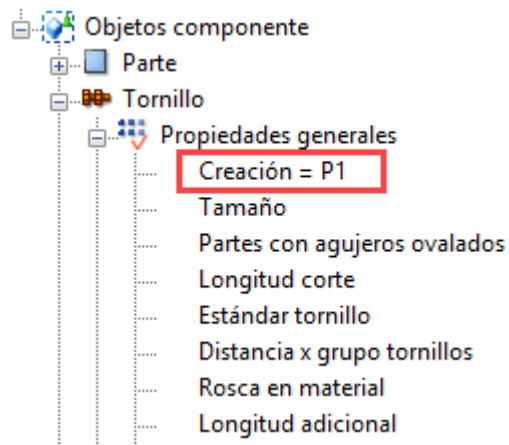 Objetos componente
Parte
Tornillo
Propiedades generales
Creación = P1
Tamaño
Partes con agujeros ovalados
Longitud corte
Estándar tornillo
Distancia x grupo tornillos
Rosca en material
Longitud adicional